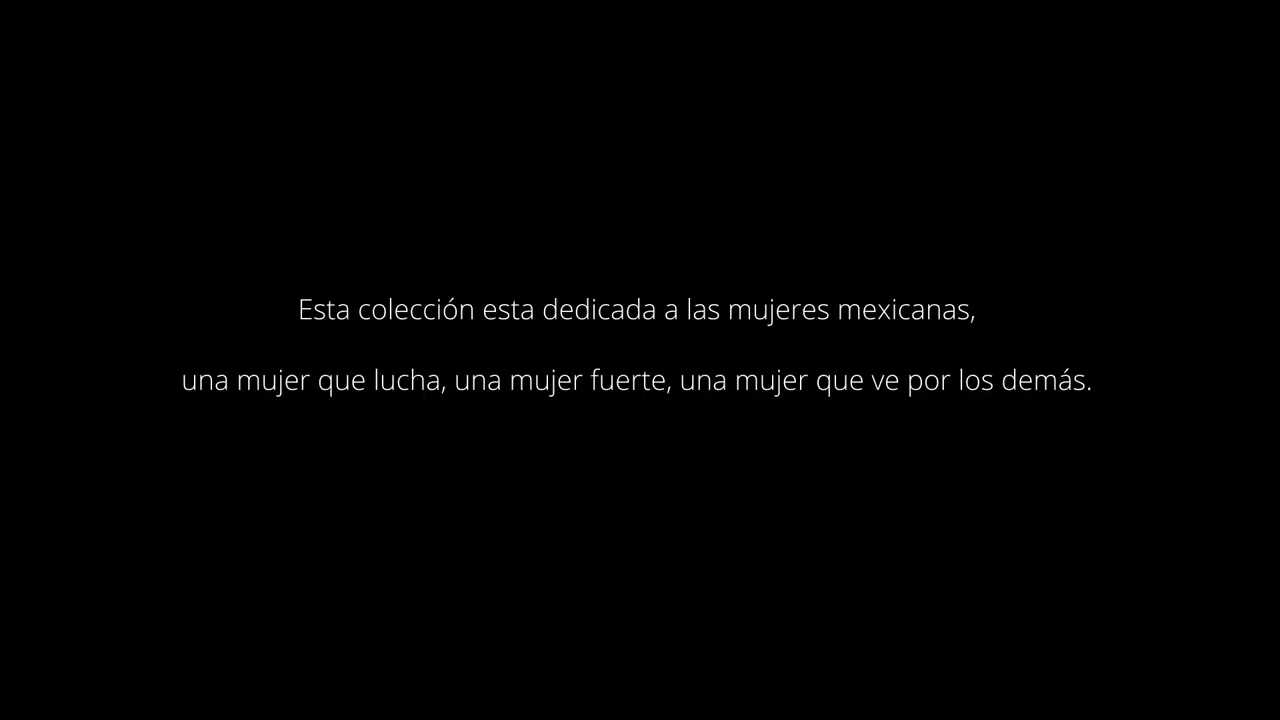 Esta colección esta dedicada a las mujeres mexicanas,
una mujer que lucha, una mujer fuerte, una mujer que ve por los demás.